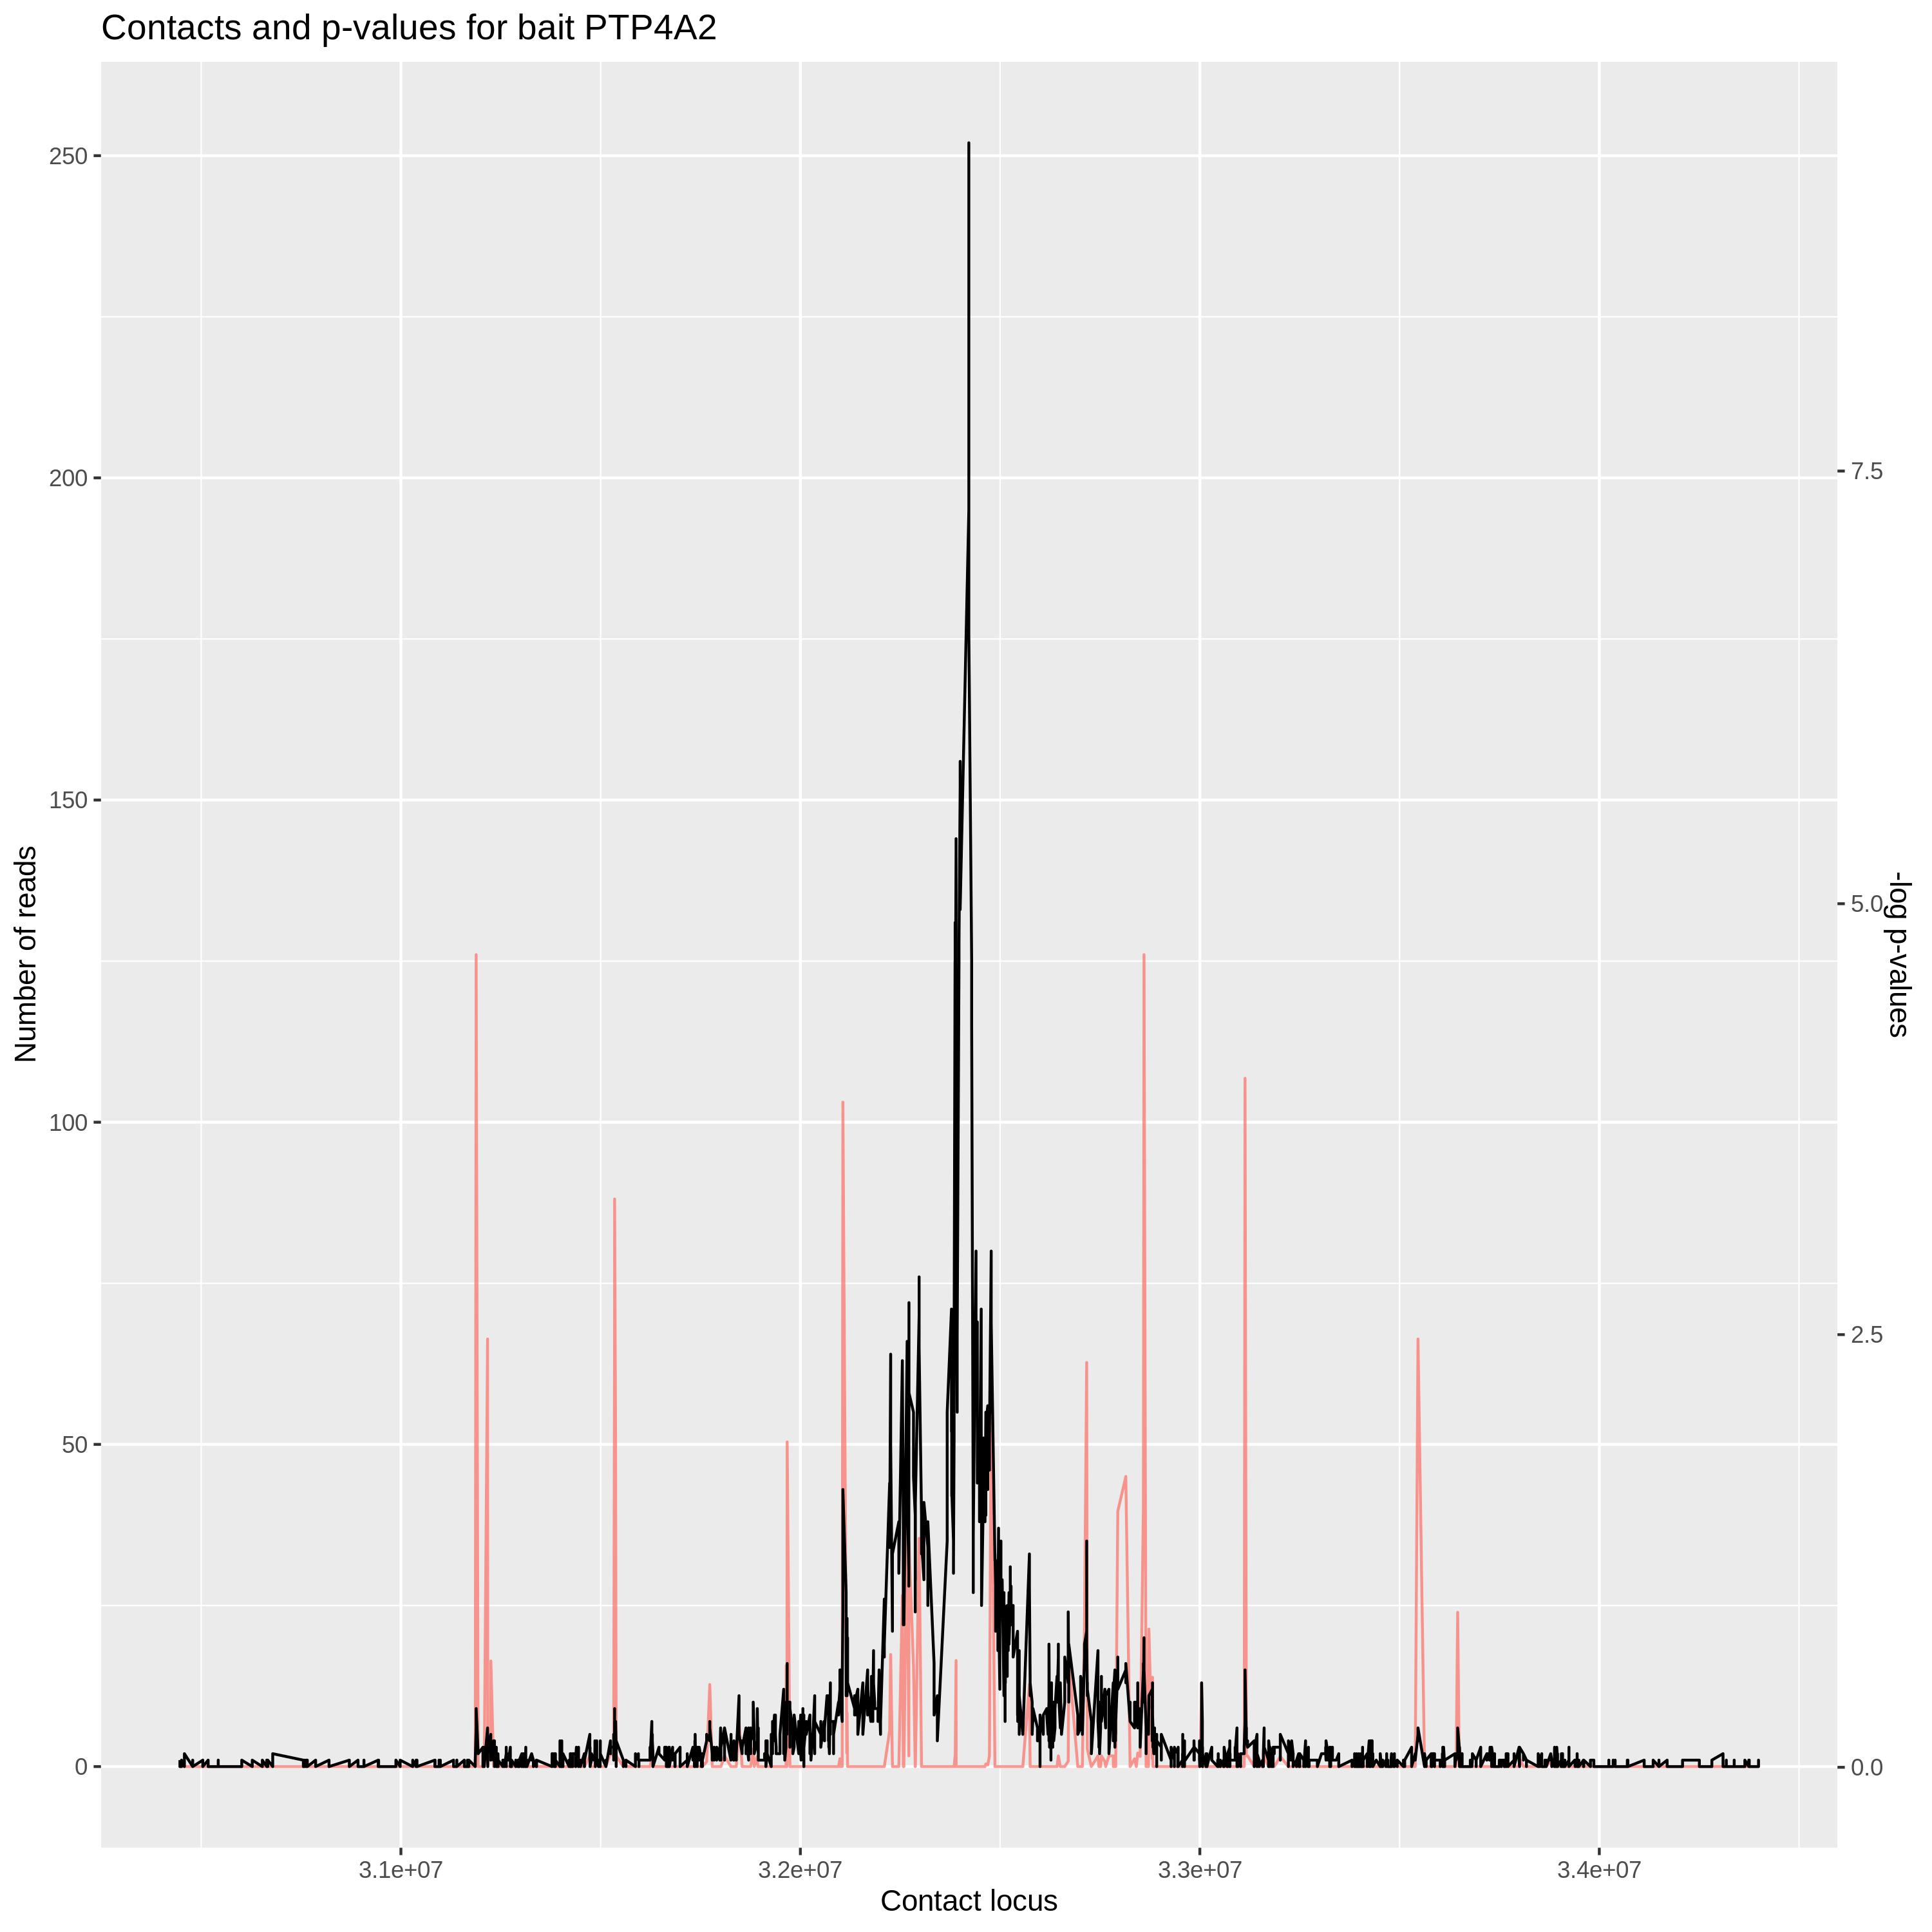 Contacts and p-values for bait PTP4A2
250
200
150
100
50
0
Number of reads
7.5
5.0
2.5
0.0
-log p-values
3.1e+07
3.2e+07
3.3e+07
3.4e+07
Contact locus